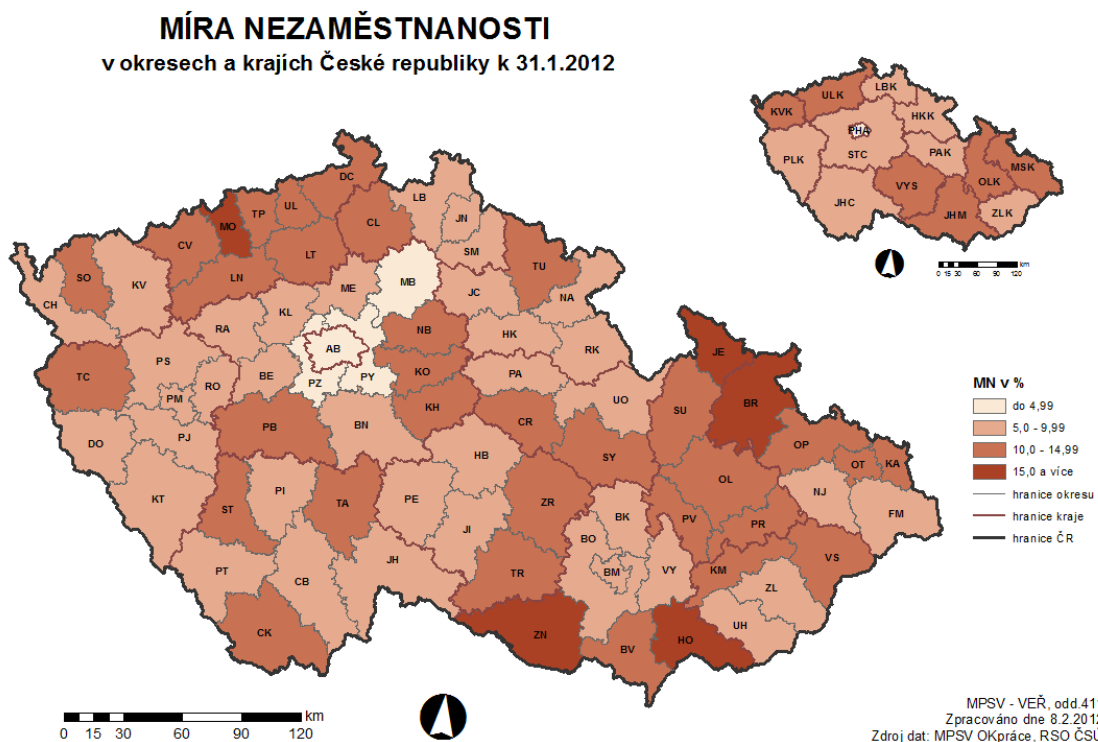 MÍRA NEZAMĚSTNANOSTI
v okresech a krajích České republiky k 31.1.2012
KVK
ULK
LBK
HKK
PHA
STC
PAK
PLK
VYS
OLK
MSK
JHC
JHM
ZLK
km
0 15 30 60 90 120
DC
LB
UL
TP
MO
CL
JN
CV
LT
SM
SO
KV
LN
TU
MB
ME
JC
NA
CH
KL
RA
NB
HK
AB
RK
JE
PS
TC
RO
BE
PZ
PY
KO
PA
PM
UO
BR
KH
SU
DO
PJ
PB
BN
CR
OP
OT
KA
HB
SY
KT
PI
OL
NJ
ST
TA
PE
ZR
FM
BK
PV
PR
JI
BO
VS
PT
CB
JH
TR
BM
VY
KM
ZL
CK
ZN
BV
HO
UH
MN v %
do 4,99
5,0 - 9,99
10,0 - 14,99
15,0 a více
hranice okresu
hranice kraje
hranice ČR
km
0 15 30 60 90 120
MPSV - VEŘ, odd.411
Zpracováno dne 8.2.2012
Zdroj dat: MPSV OKpráce, RSO ČSÚ